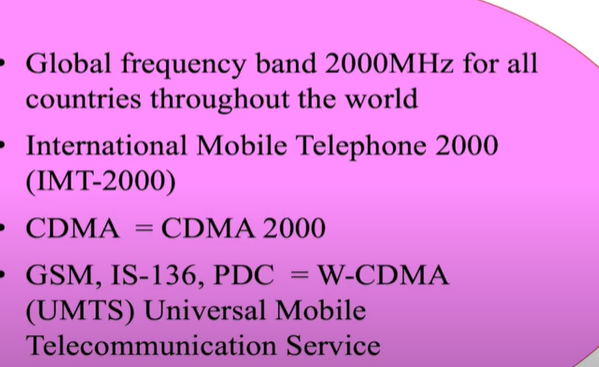 • Global frequency band 2000MHz for all
countries throughout the world
• International Mobile Telephone 2000
(IMT-2000)
• CDMA = CDMA 2000
• GSM, IS-136, PDC = W-CDMA
(UMTS) Universal Mobile
Telecommunication Service